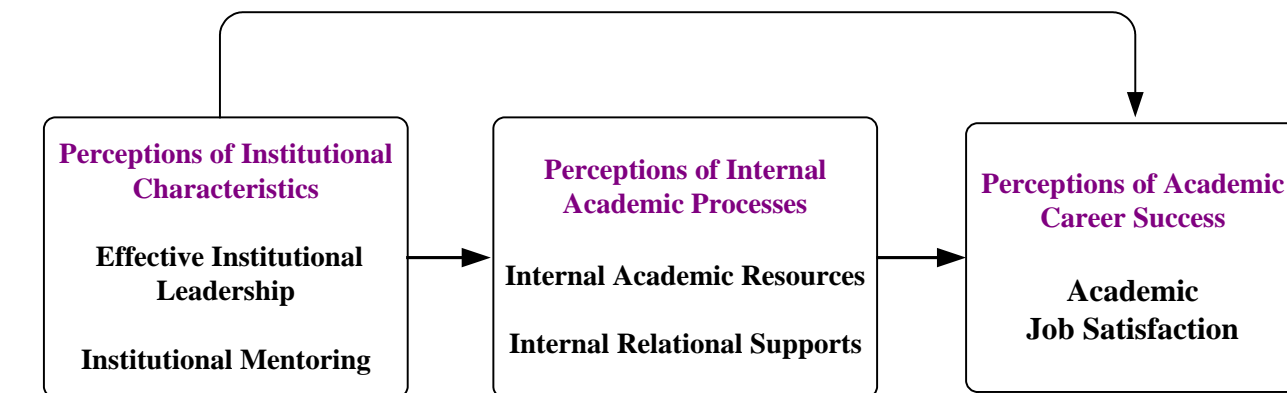 Perceptions of Institutional
Characteristics
Effective Institutional
Leadership
Institutional Mentoring
Perceptions of Internal
Academic Processes
Internal Academic Resources
Internal Relational Supports
Perceptions of Academic
Career Success
Academic
Job Satisfaction